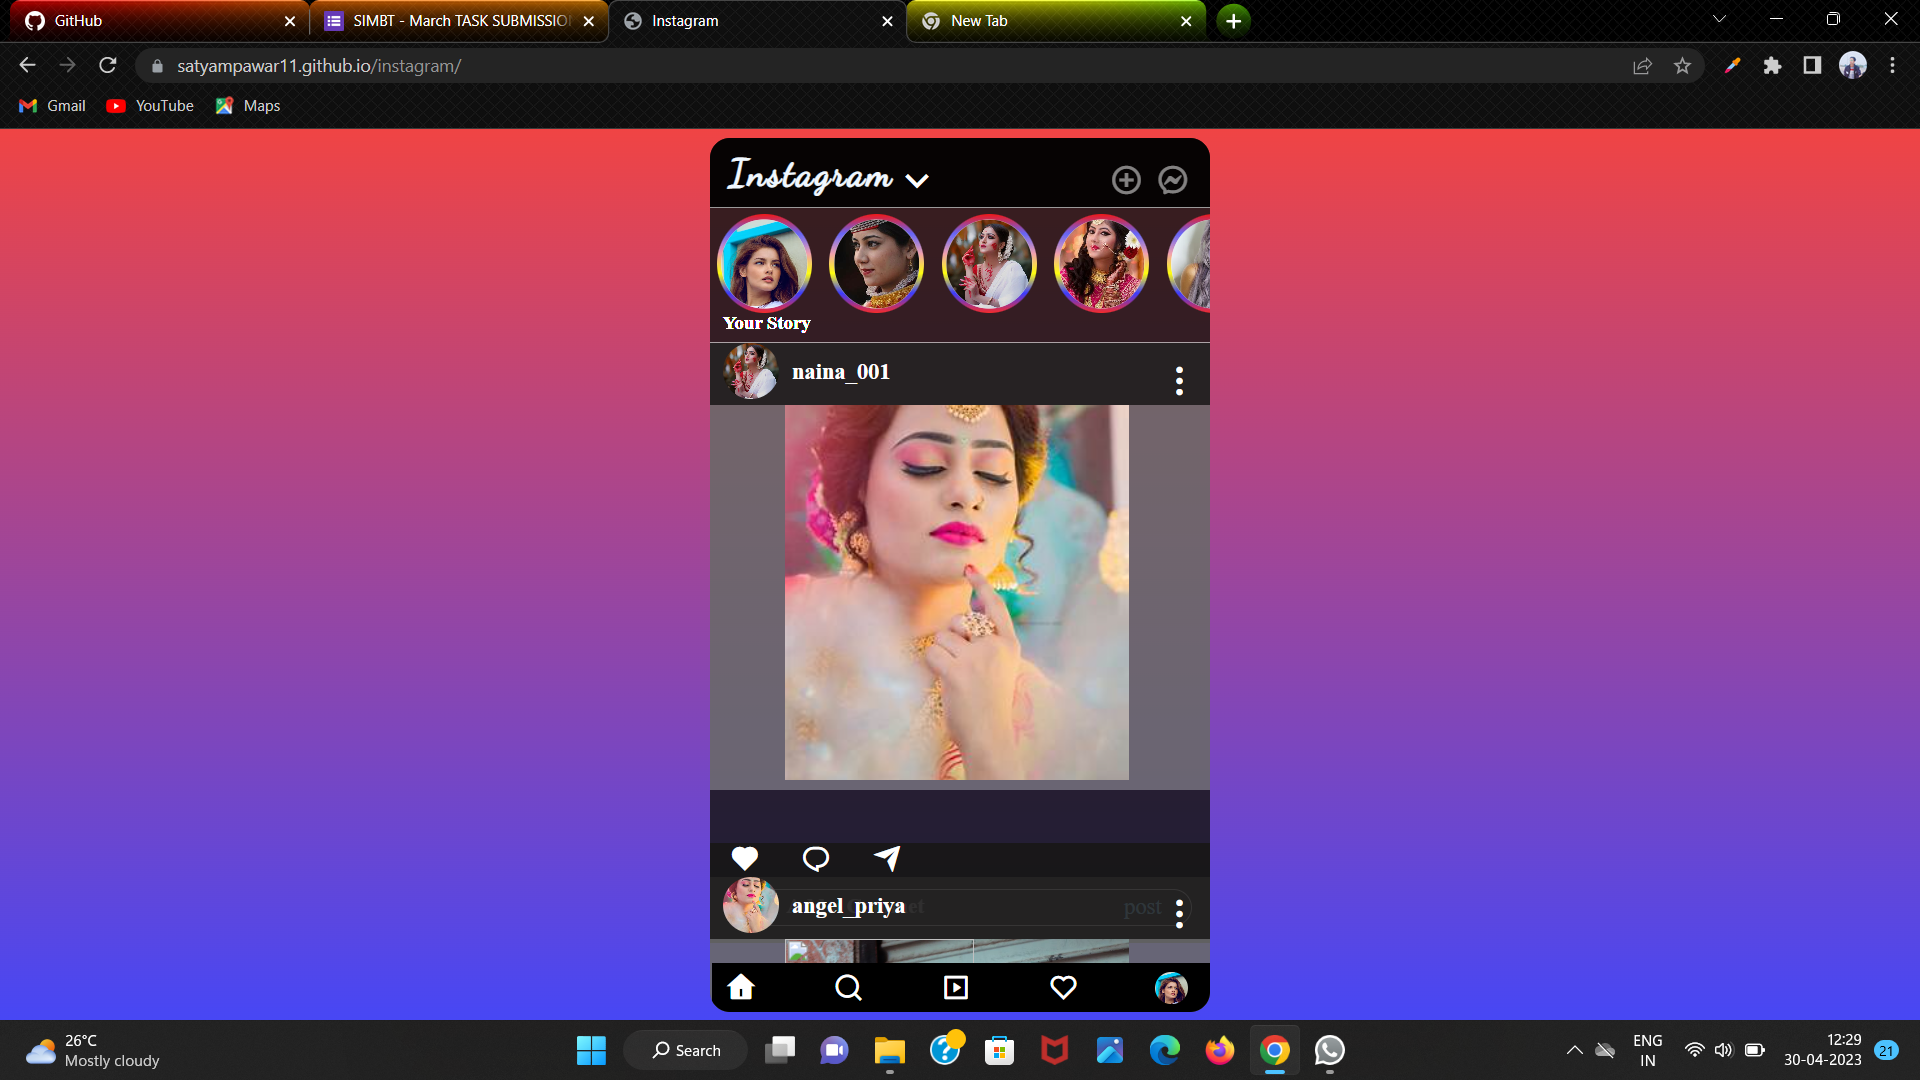 GitHub
SIMBT - March TASK SUBMISSIO
Instagram
New Tab
satyampawar11.github.io/instagram/
Gmail
YouTube
Maps
Instagram
Your Story
naina_001
angel_priya
post
Search
26°C
Mostly cloudy
ENG
IN
12:29
30-04-2023
21